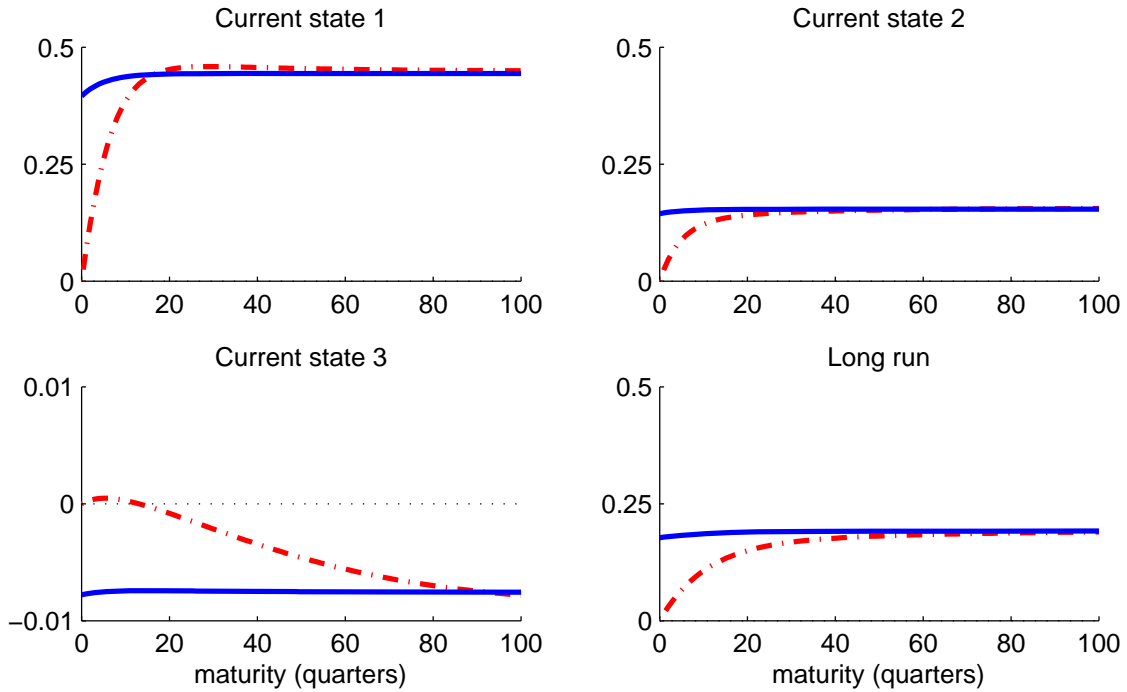 Current state 1
0.5
0.25
0
0 20 40 60 80 100
Current state 2
0.5
0.25
0
0 20 40 60 80 100
Current state 3
0.01
0
−0.01
0 20 40 60 80 100
maturity (quarters)
Long run
0.5
0.25
0
0 20 40 60 80 100
maturity (quarters)